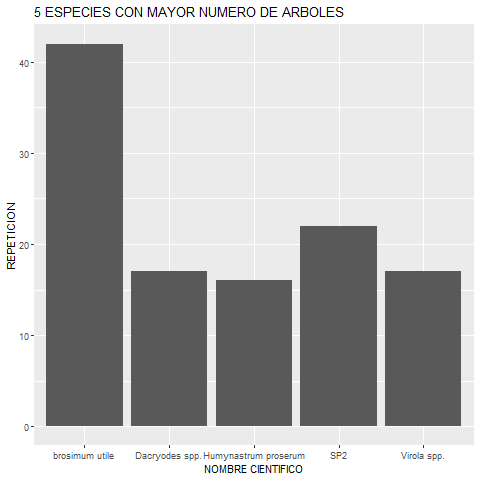 5 ESPECIES CON MAYOR NUMERO DE ARBOLES
40
30
20
10
0
REPETICION
brosimum utile Dacryodes spp. Humynastrum proserum SP2 Virola spp.
NOMBRE CIENTIFICO